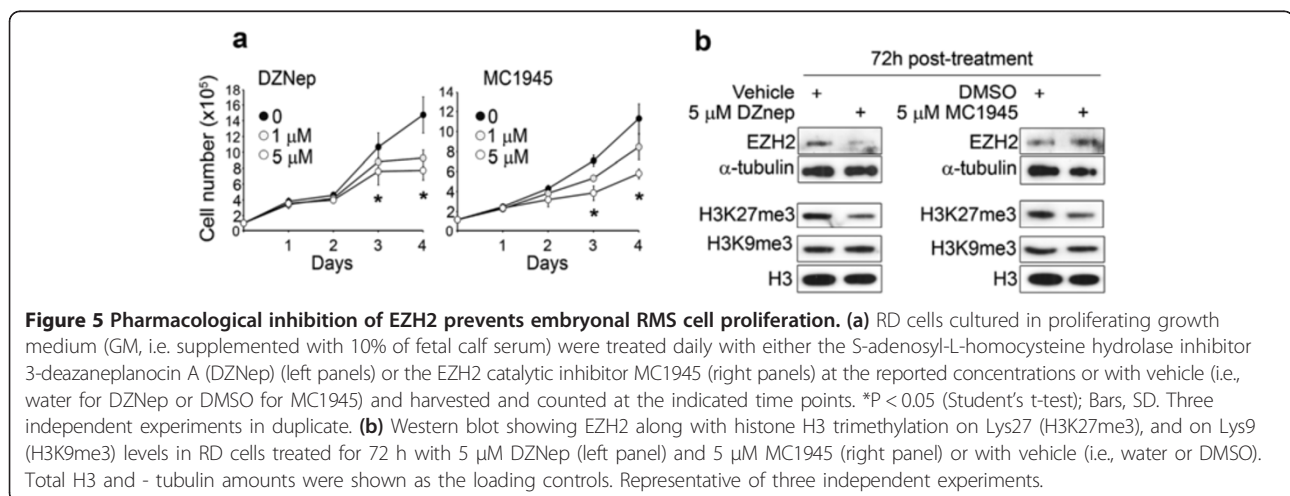 a
b
DZNep
MC1945
72h post-treatment
Cell number (x10⁵)
18
16
14
12
10
8
6
4
2
0
0
1 µM
5 µM
1 2 3 4
Days
* *
14
12
10
8
6
4
2
0
0
1 µM
5 µM
1 2 3 4
Days
* *
Vehicle +
5 µM DZnep +
EZH2
α-tubulin
H3K27me3
H3K9me3
H3
DMSO +
5 µM MC1945 +
EZH2
α-tubulin
H3K27me3
H3K9me3
H3
Figure 5 Pharmacological inhibition of EZH2 prevents embryonal RMS cell proliferation. (a) RD cells cultured in proliferating growth
medium (GM, i.e. supplemented with 10% of fetal calf serum) were treated daily with either the S-adenosyl-L-homocysteine hydrolase inhibitor
3-deazaneplanocin A (DZNep) (left panels) or the EZH2 catalytic inhibitor MC1945 (right panels) at the reported concentrations or with vehicle (i.e.,
water for DZNep or DMSO for MC1945) and harvested and counted at the indicated time points. *P < 0.05 (Student's t-test); Bars, SD. Three
independent experiments in duplicate. (b) Western blot showing EZH2 along with histone H3 trimethylation on Lys27 (H3K27me3), and on Lys9
(H3K9me3) levels in RD cells treated for 72 h with 5 µM DZNep (left panel) and 5 µM MC1945 (right panel) or with vehicle (i.e., water or DMSO).
Total H3 and - tubulin amounts were shown as the loading controls. Representative of three independent experiments.